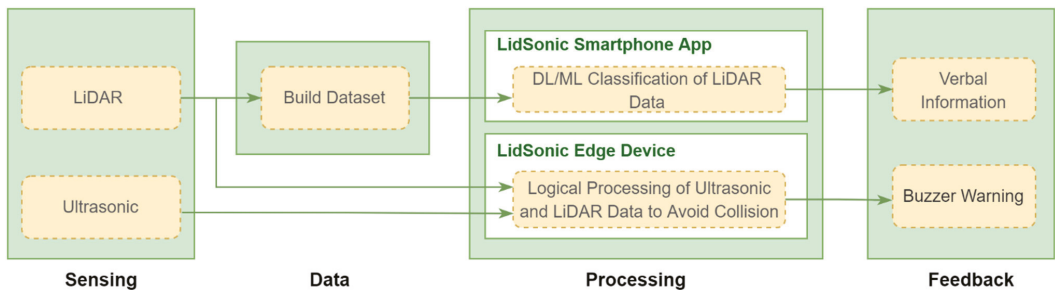 LiDAR
Ultrasonic
Sensing
Build Dataset
Data
LidSonic Smartphone App
DL/ML Classification of LiDAR
Data
LidSonic Edge Device
Logical Processing of Ultrasonic
and LiDAR Data to Avoid Collision
Processing
Verbal
Information
Buzzer Warning
Feedback